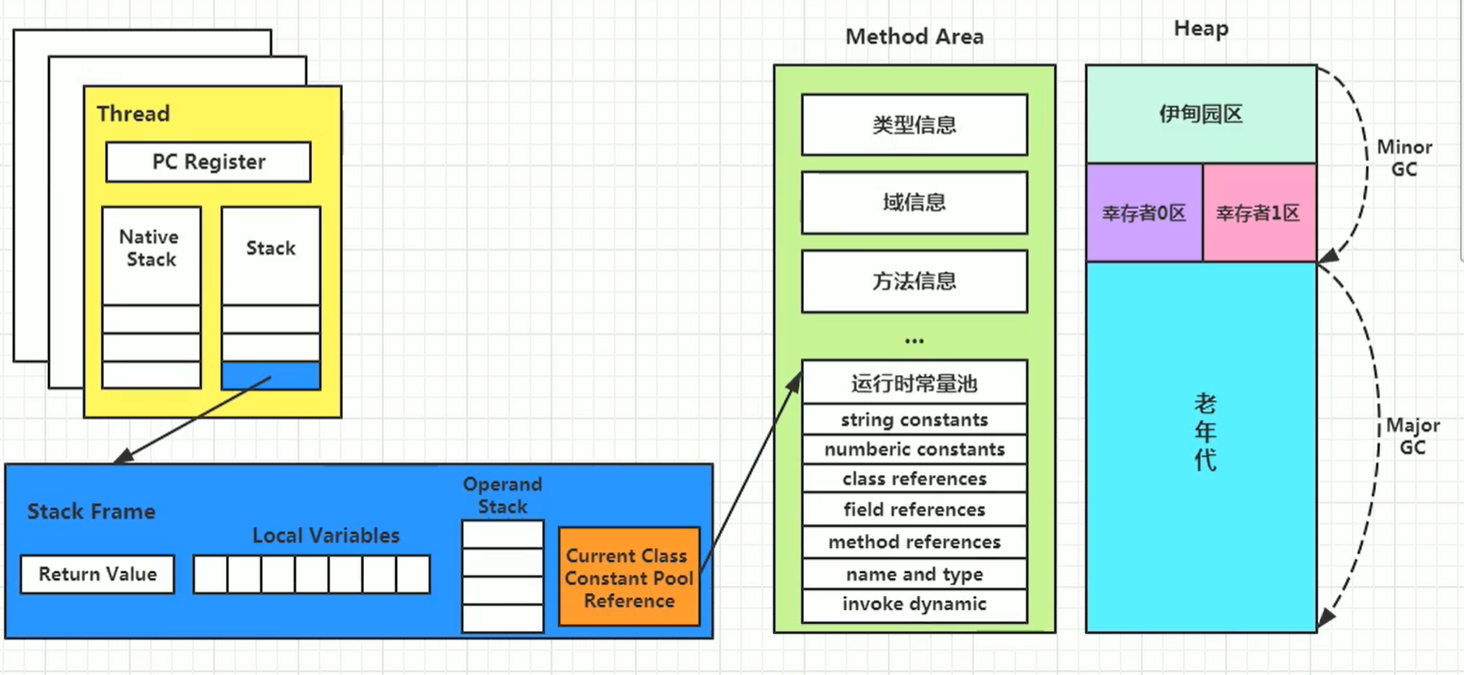 Thread
PC Register
Native
Stack
Stack
Stack Frame
Return Value
Local Variables
Operand
Stack
Current Class
Constant Pool
Reference
Method Area
类型信息
域信息
方法信息
...
运行时常量池
string constants
numberic constants
class references
field references
method references
name and type
invoke dynamic
Heap
伊甸园区
幸存者0区
幸存者1区
老
年
代
Minor
GC
Major
GC